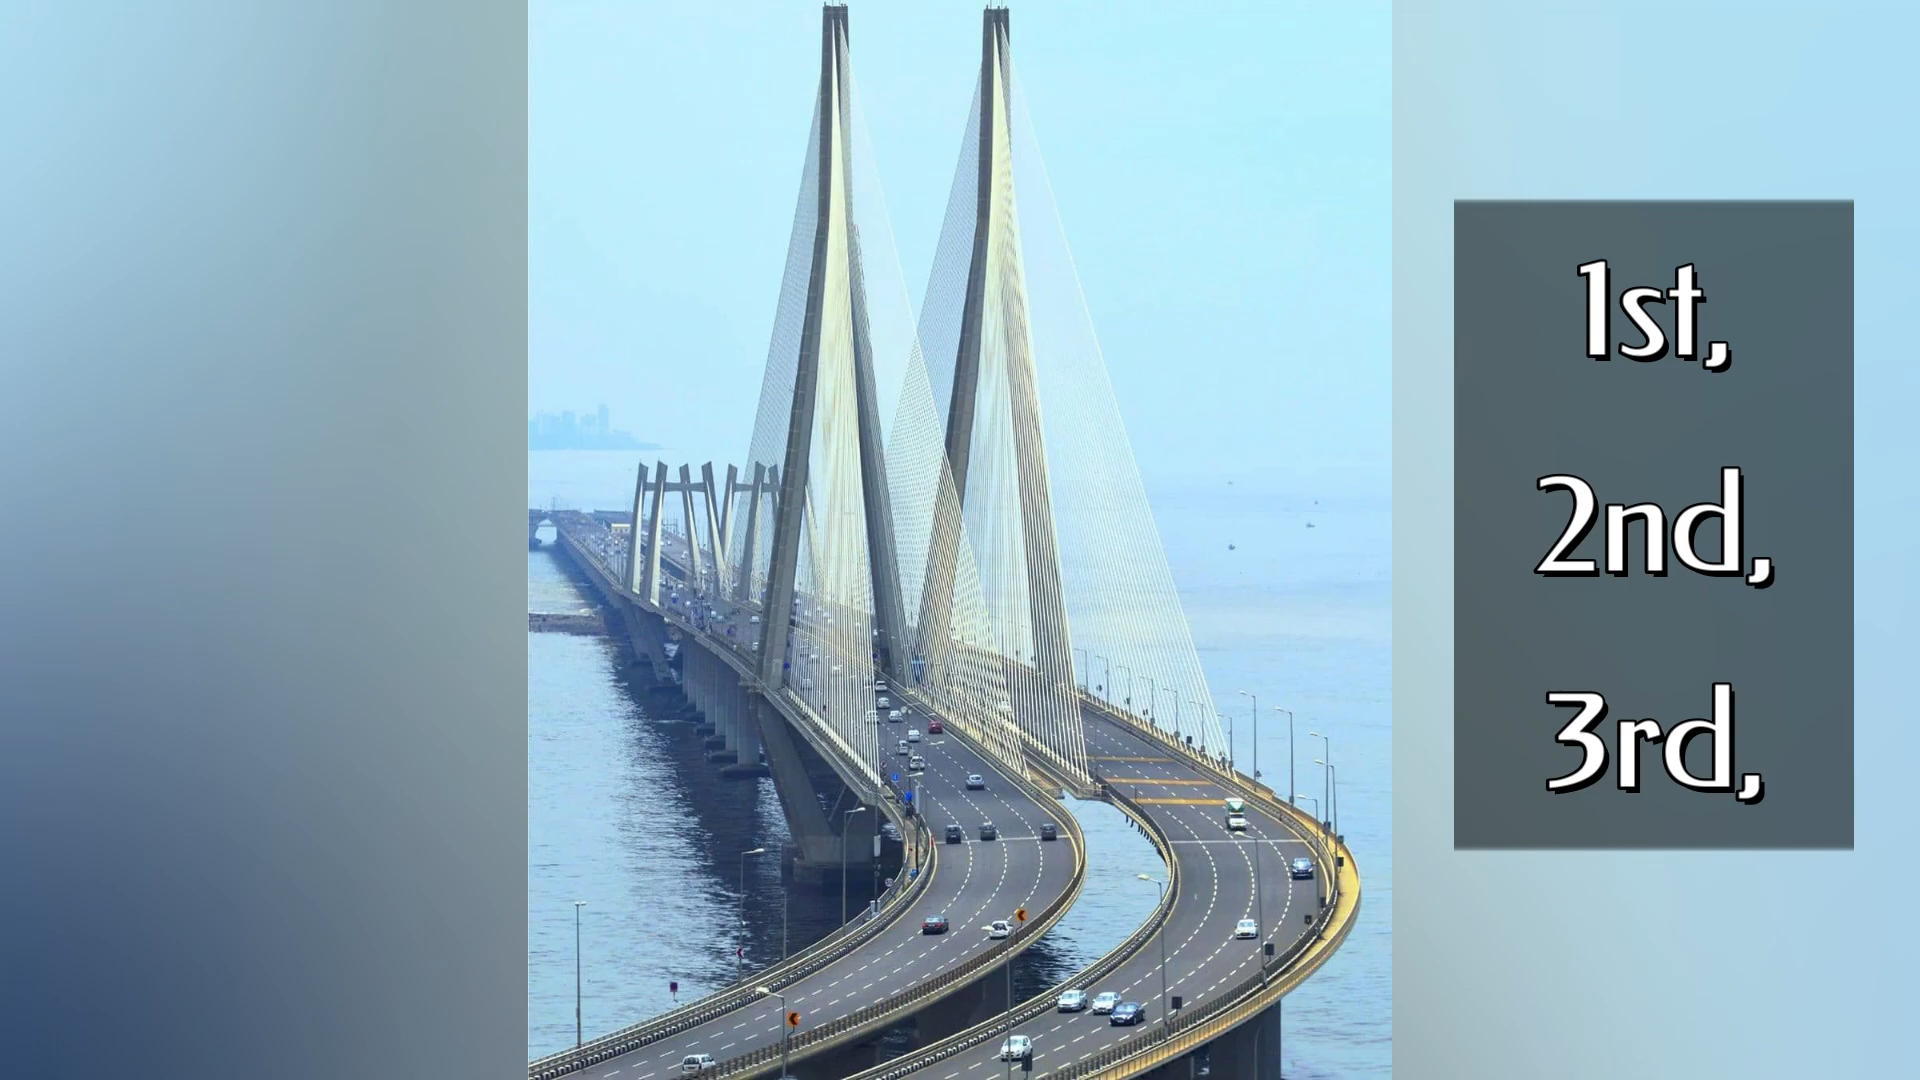 1st,
2nd,
3rd,